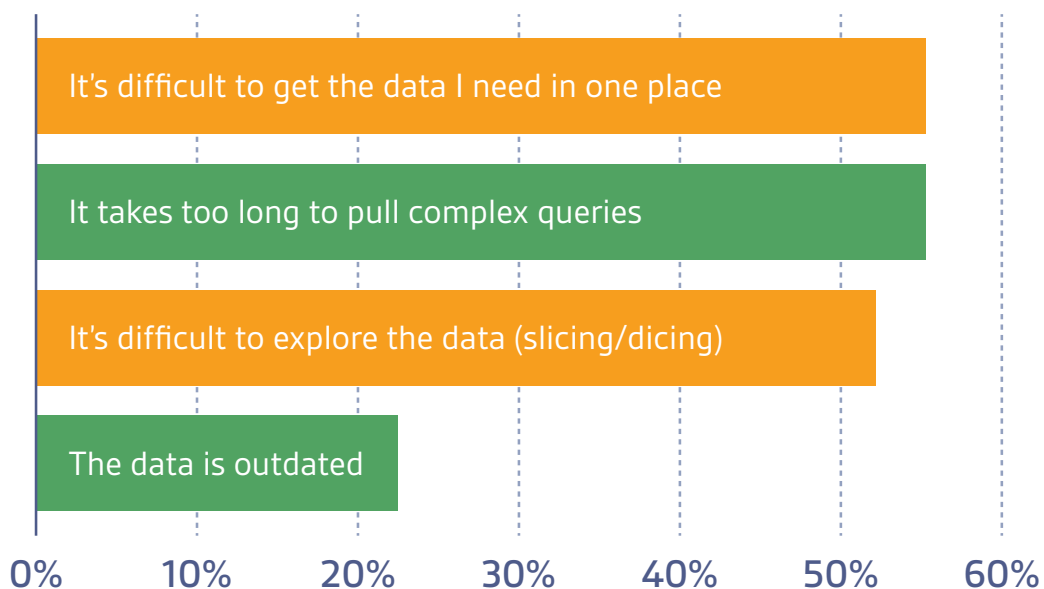 It's difficult to get the data I need in one place
It takes too long to pull complex queries
It's difficult to explore the data (slicing/dicing)
The data is outdated
0% 10% 20% 30% 40% 50% 60%